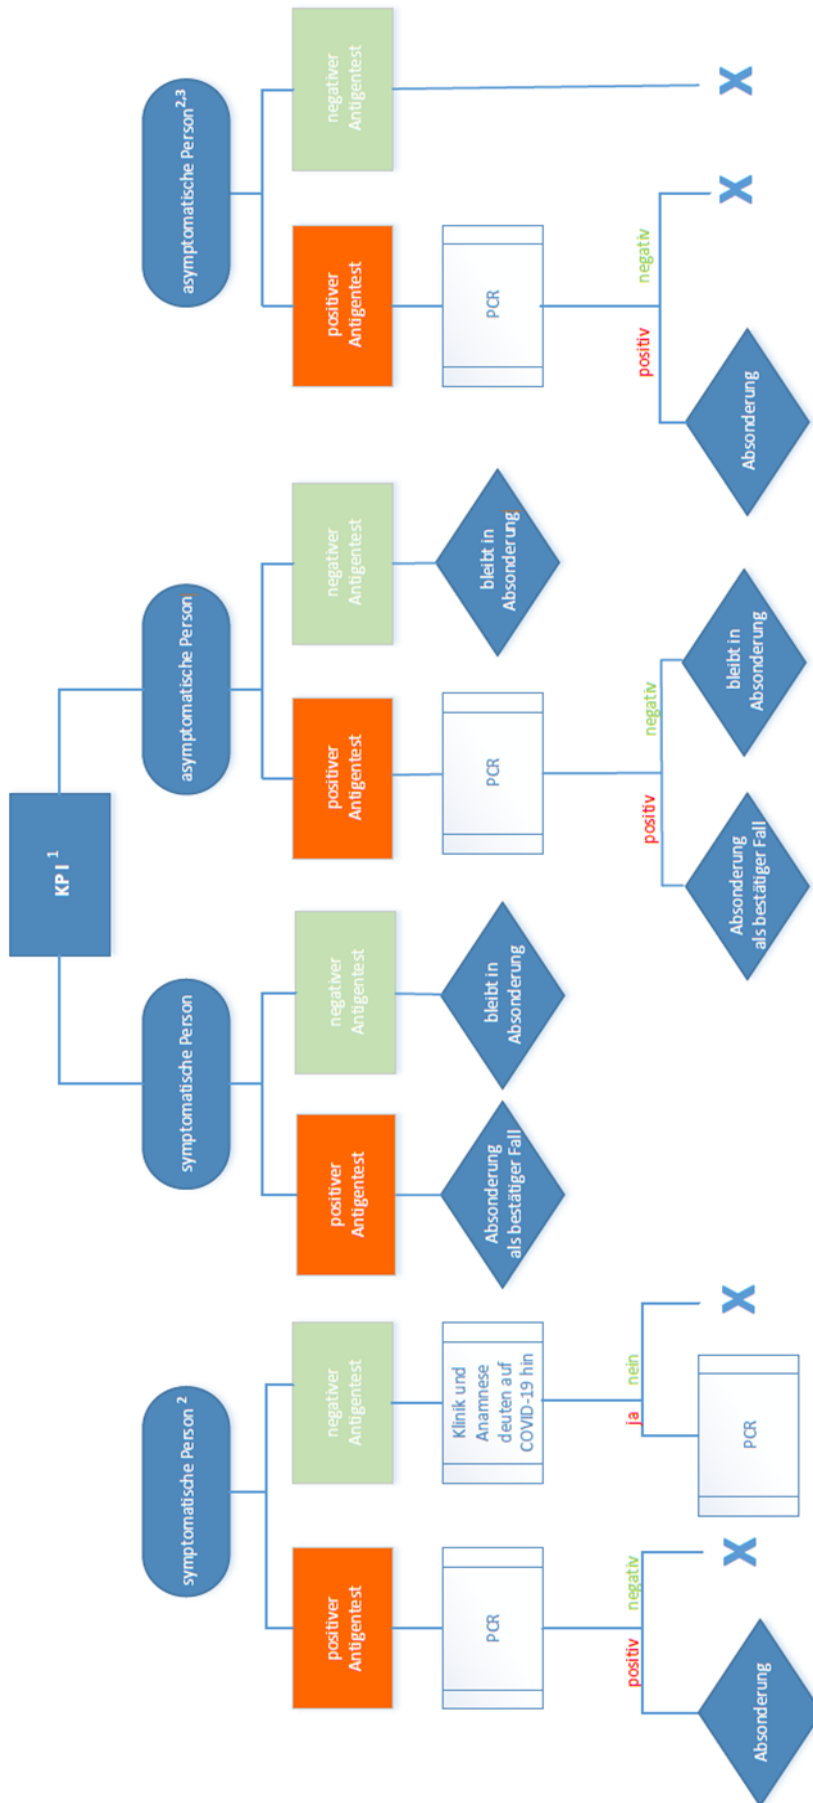 KP I ¹
symptomatische Person ²
symptomatische Person
asymptomatische Person
asymptomatische Person²,³
positiver
Antigentest
negativer
Antigentest
positiver
Antigentest
negativer
Antigentest
positiver
Antigentest
negativer
Antigentest
positiver
Antigentest
negativer
Antigentest
PCR
Klinik und
Anamnese
deuten auf
COVID-19 hin
Absonderung
als bestätiger Fall
bleibt in
Absonderung
PCR
bleibt in
Absonderung
PCR
positiv
negativ
ja
nein
positiv
negativ
positiv
negativ
Absonderung
X
PCR
X
Absonderung
als bestätiger Fall
bleibt in
Absonderung
Absonderung
X
X